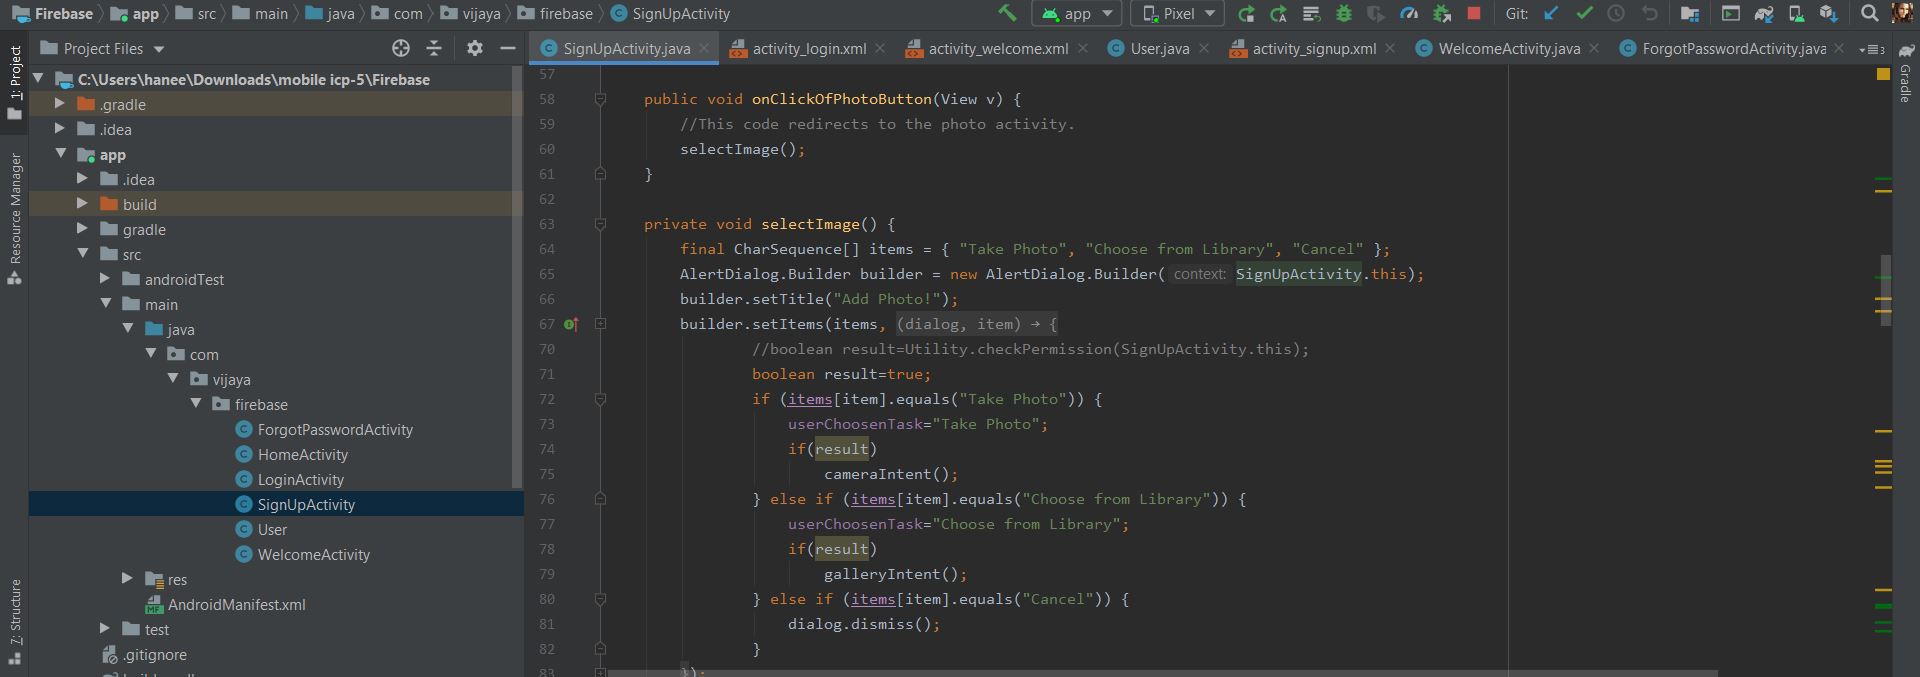 Firebase app src main java com vijaya firebase SignUpActivity app Pixel Git:
1: Project
Resource Manager
7: Structure
Project Files
C:\Users\hanee\Downloads\mobile icp-5\Firebase
.gradle
.idea
app
.idea
build
gradle
src
androidTest
main
java
com
vijaya
firebase
ForgotPasswordActivity
HomeActivity
LoginActivity
SignUpActivity
User
WelcomeActivity
res
AndroidManifest.xml
test
.gitignore
SignUpActivity.java activity_login.xml activity_welcome.xml User.java activity_signup.xml WelcomeActivity.java ForgotPasswordActivity.java 3
57
58 public void onClickOfPhotoButton(View v) {
59 //This code redirects to the photo activity.
60 selectImage();
61 }
62
63 private void selectImage() {
64 final CharSequence[] items = { "Take Photo", "Choose from Library", "Cancel" };
65 AlertDialog.Builder builder = new AlertDialog.Builder( context: SignUpActivity.this);
66 builder.setTitle("Add Photo!");
67 builder.setItems(items, (dialog, item) → {
70 //boolean result=Utility.checkPermission(SignUpActivity.this);
71 boolean result=true;
72 if (items[item].equals("Take Photo")) {
73 userChoosenTask="Take Photo";
74 if(result)
75 cameraIntent();
76 } else if (items[item].equals("Choose from Library")) {
77 userChoosenTask="Choose from Library";
78 if(result)
79 galleryIntent();
80 } else if (items[item].equals("Cancel")) {
81 dialog.dismiss();
82 }
83 });
Gradle